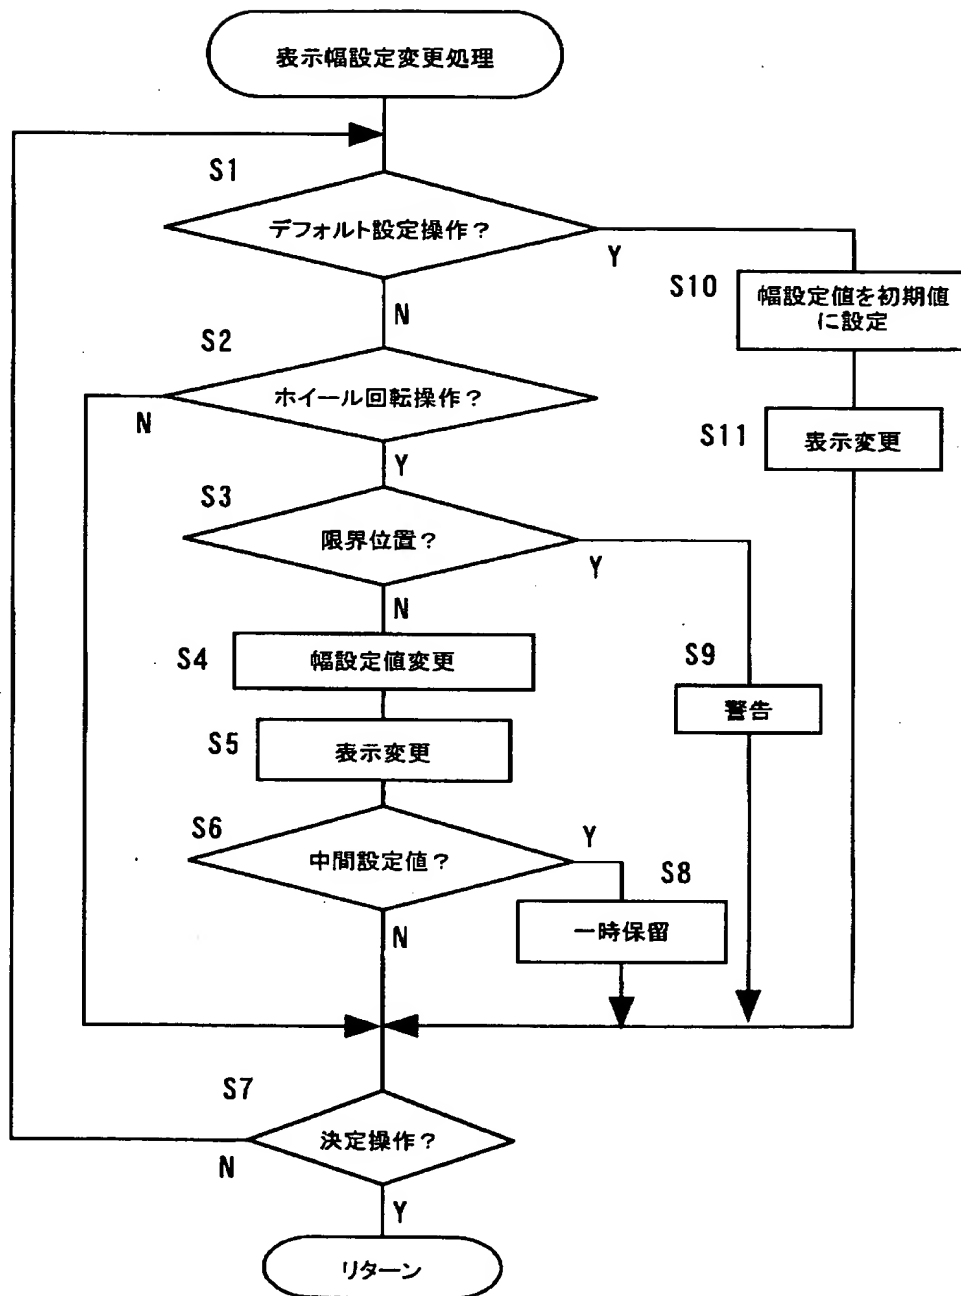 表示幅設定変更処理
S1
デフォルト設定操作？
Y
N
S10
幅設定値を初期値
に設定
S2
ホイール回転操作？
N
Y
S11
表示変更
S3
限界位置？
Y
N
S4
幅設定値変更
S9
警告
S5
表示変更
S6
中間設定値？
Y
N
S8
一時保留
S7
決定操作？
N
Y
リターン